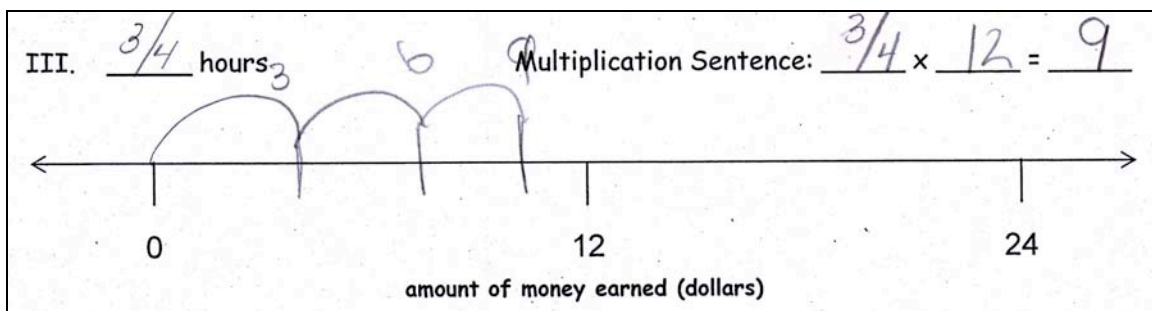 III. 3/4 hours Multiplication Sentence: 3/4 x 12 = 9
3 6 9
0 12 24
amount of money earned (dollars)